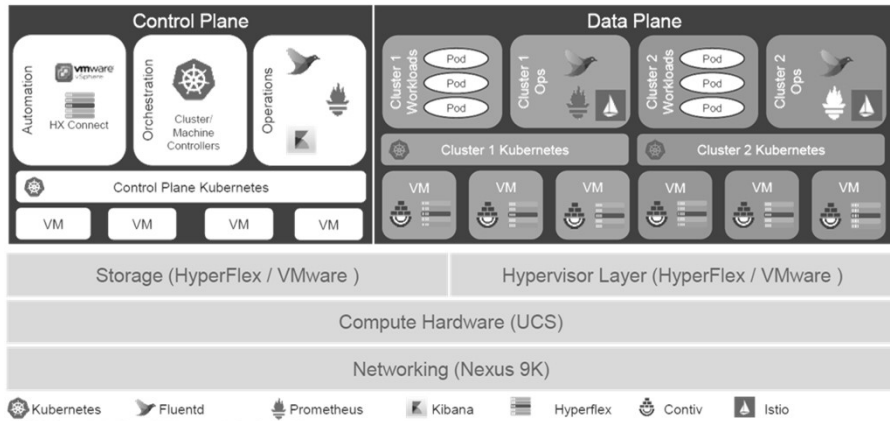 Control Plane
Data Plane
Automation
vmware
vSphere
HX Connect
Orchestration
Cluster/
Machine
Controllers
Operations
Cluster 1
Workloads
Pod
Pod
Pod
Cluster 1
Ops
Cluster 2
Workloads
Pod
Pod
Pod
Cluster 2
Ops
Control Plane Kubernetes
Cluster 1 Kubernetes
Cluster 2 Kubernetes
VM
VM
VM
VM
VM
VM
VM
VM
VM
VM
Storage (HyperFlex / VMware )
Hypervisor Layer (HyperFlex / VMware )
Compute Hardware (UCS)
Networking (Nexus 9K)
Kubernetes
Fluentd
Prometheus
Kibana
Hyperflex
Contiv
Istio